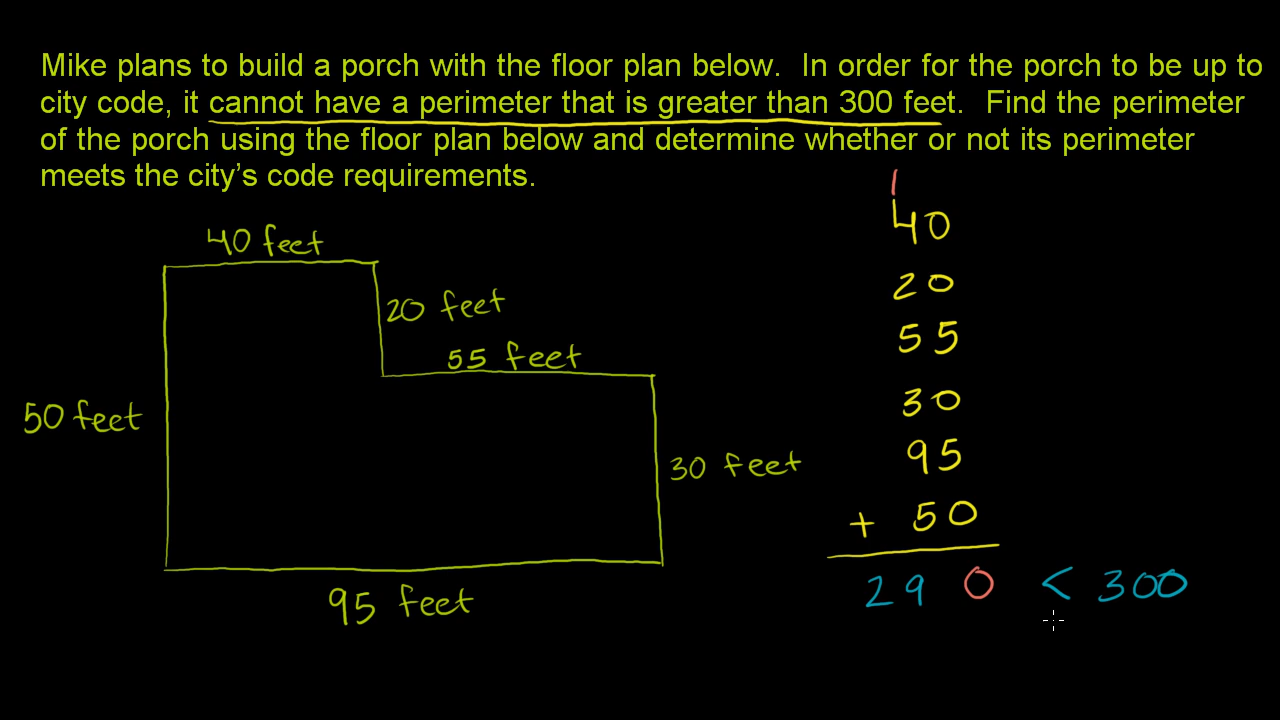 Mike plans to build a porch with the floor plan below. In order for the porch to be up to
city code, it cannot have a perimeter that is greater than 300 feet. Find the perimeter
of the porch using the floor plan below and determine whether or not its perimeter
meets the city's code requirements.
40 feet
20 feet
55 feet
50 feet
30 feet
95 feet
1
40
20
55
30
95
+ 50
290 < 300